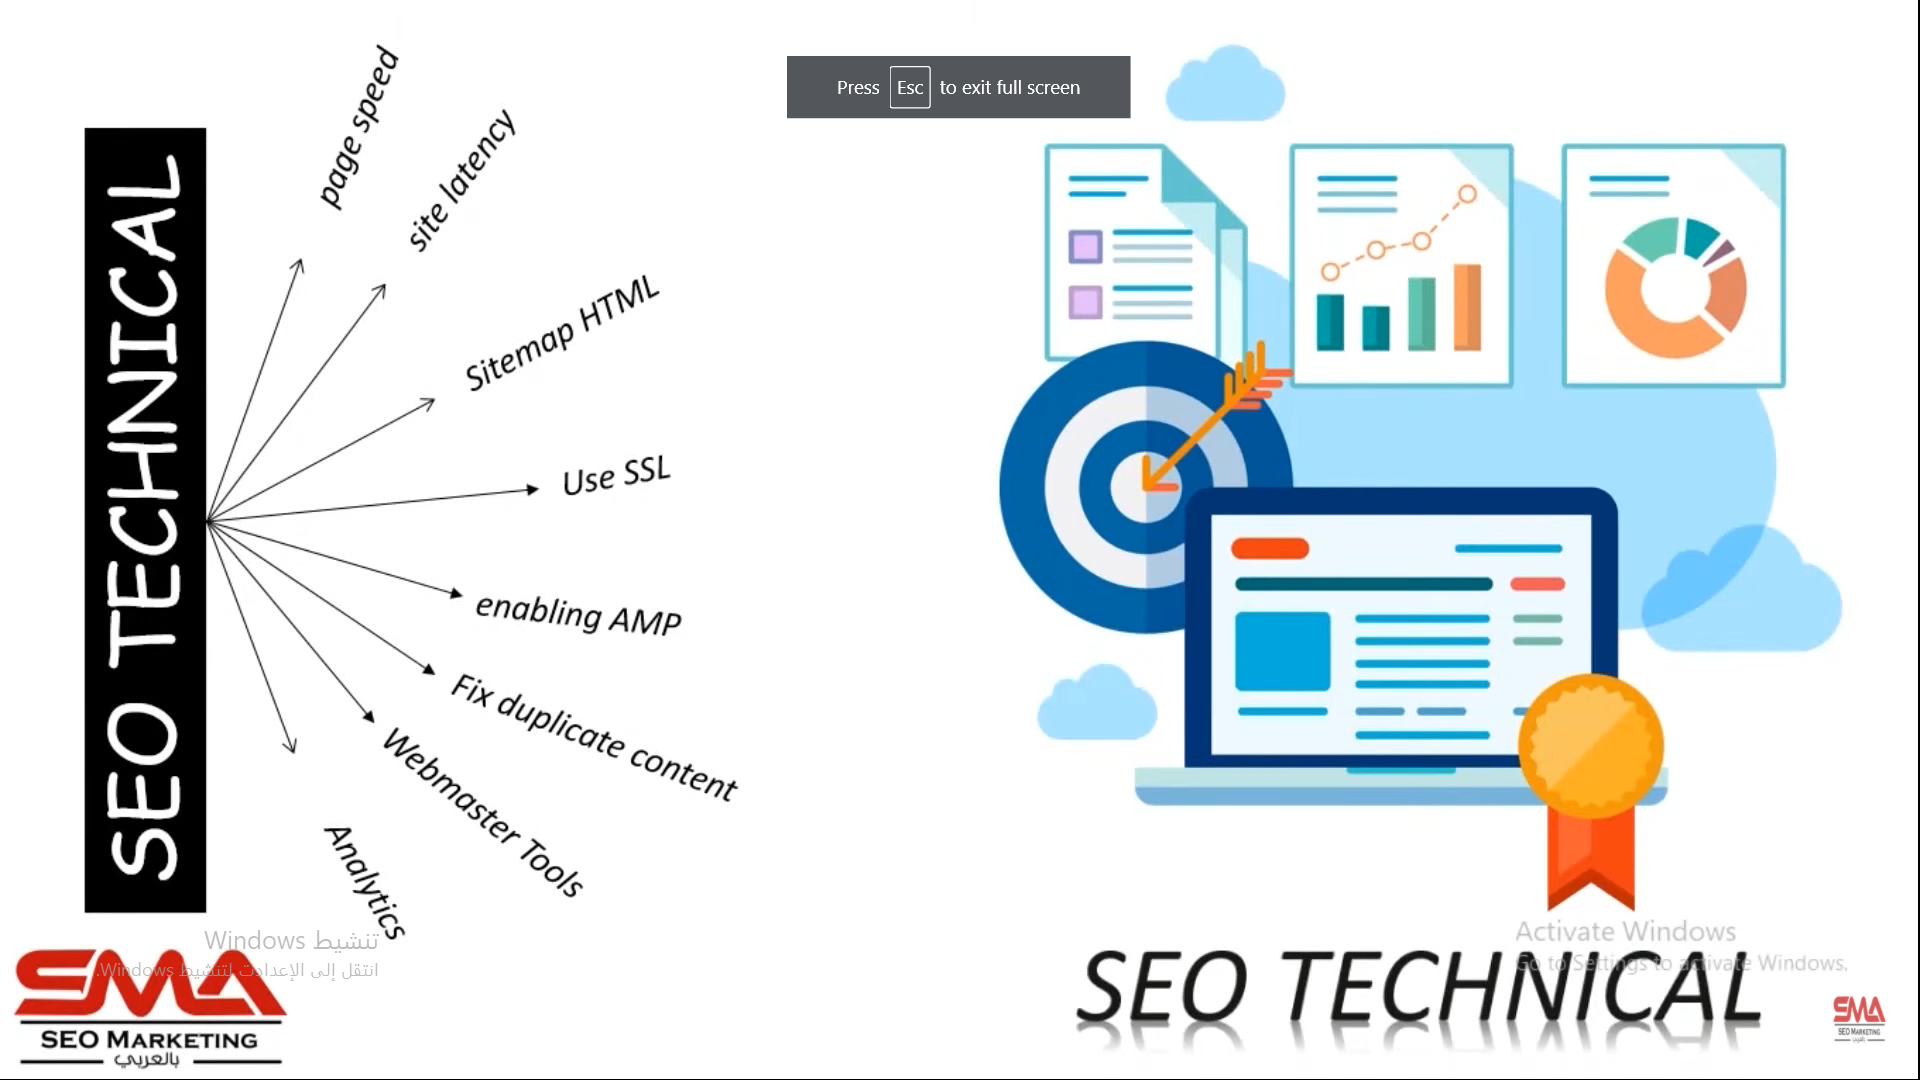 Press Esc to exit full screen
SEO TECHNICAL
page speed
site latency
Sitemap HTML
Use SSL
enabling AMP
Fix duplicate content
Webmaster Tools
Analytics
تنشيط Windows
انتقل إلى الإعدادت لتنشيط Windows.
SMA
SEO MARKETING
بالعربي
Activate Windows
Go to Settings to activate Windows.
SEO TECHNICAL
SMA
SEO MARKETING
بالعربي